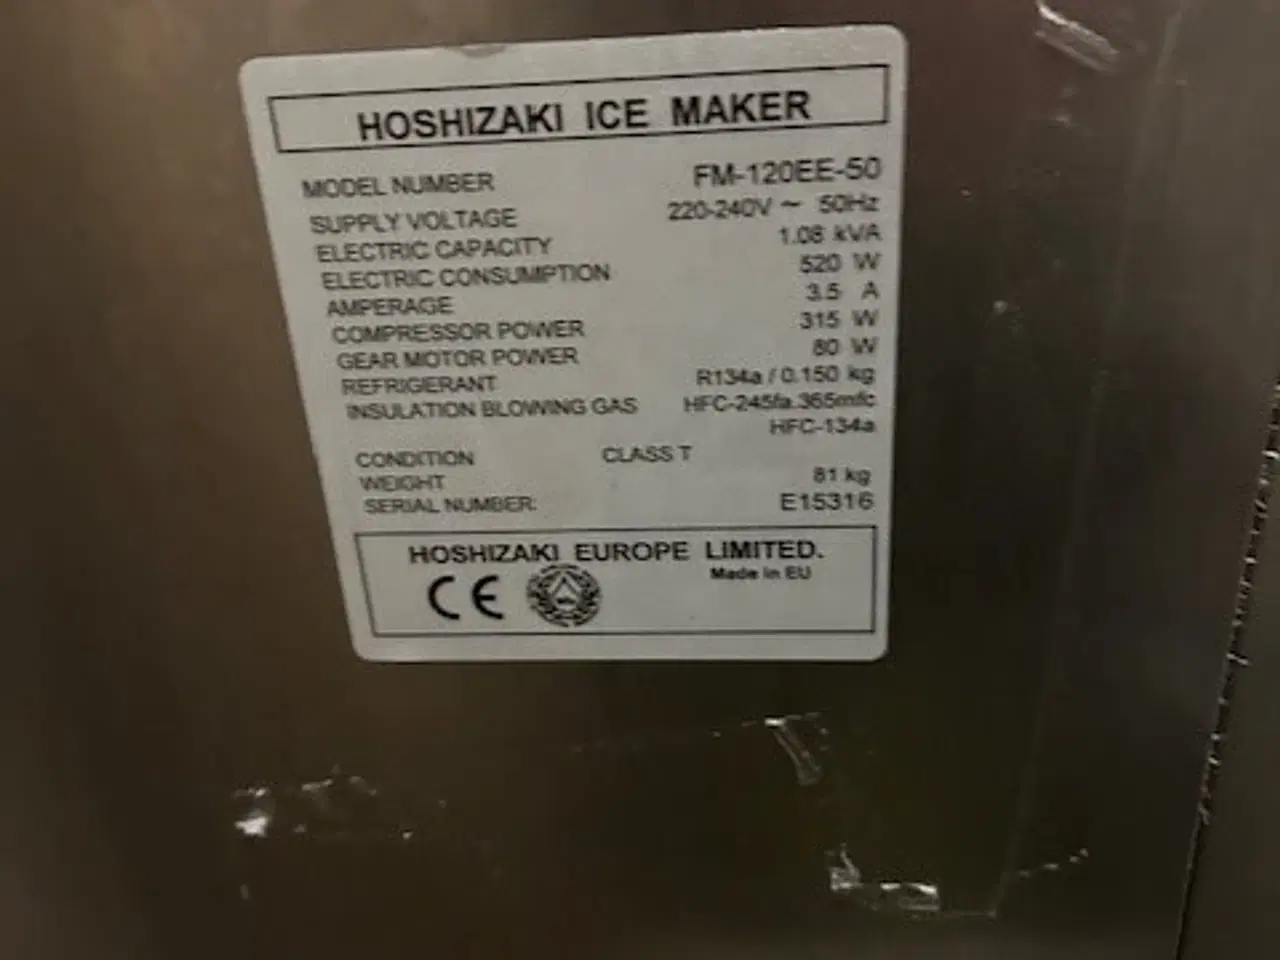 HOSHIZAKI ICE MAKER
MODEL NUMBER FM-120EE-50
SUPPLY VOLTAGE 220-240V ~ 50Hz
ELECTRIC CAPACITY 1.08 kVA
ELECTRIC CONSUMPTION 520 W
AMPERAGE 3.5 A
COMPRESSOR POWER 315 W
GEAR MOTOR POWER 80 W
REFRIGERANT R134a / 0.150 kg
INSULATION BLOWING GAS HFC-245fa.365mfc
HFC-134a
CONDITION CLASS T
WEIGHT 81 kg
SERIAL NUMBER: E15316
HOSHIZAKI EUROPE LIMITED.
Made in EU
CE